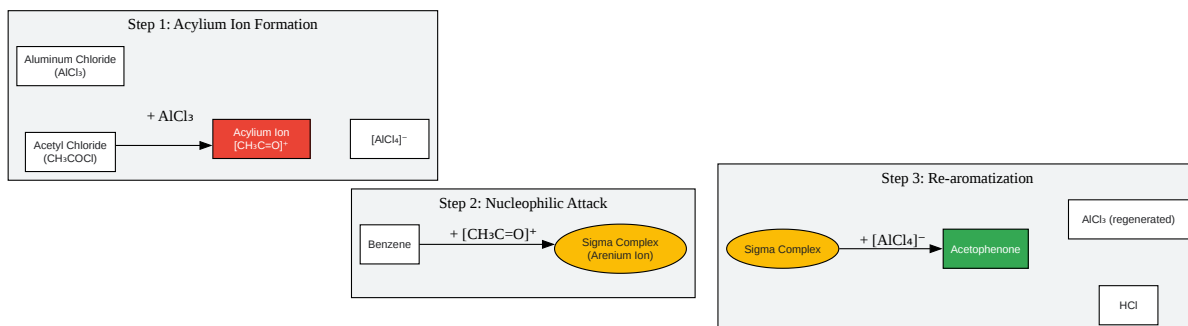 Step 1: Acylium Ion Formation
Aluminum Chloride
(AlCl₃)
+ AlCl₃
Acetyl Chloride
(CH₃COCl)
Acylium Ion
[CH₃C=O]⁺
[AlCl₄]⁻
Step 2: Nucleophilic Attack
Benzene
+ [CH₃C=O]⁺
Sigma Complex
(Arenium Ion)
Step 3: Re-aromatization
AlCl₃ (regenerated)
Sigma Complex
+ [AlCl₄]⁻
Acetophenone
HCl